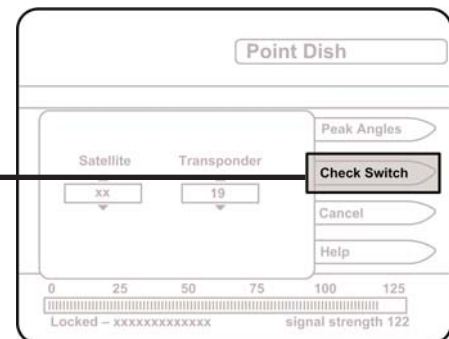 Point Dish
Peak Angles
Satellite Transponder
Check Switch
xx 19
Cancel
Help
0 25 50 75 100 125
Locked – xxxxxxxxxxxxx signal strength 122